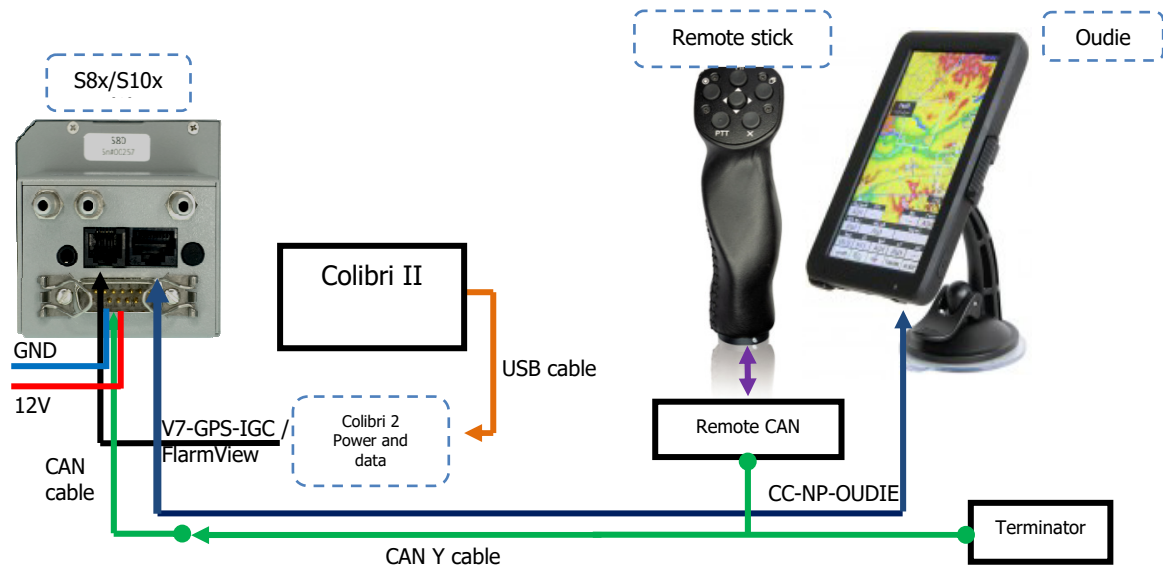 Remote stick
Oudie
S8x/S10x
S80
PTT
X
Colibri II
GND
12V
USB cable
V7-GPS-IGC /
FlarmView
Colibri 2
Power and
data
Remote CAN
CAN
cable
CC-NP-OUDIE
Terminator
CAN Y cable